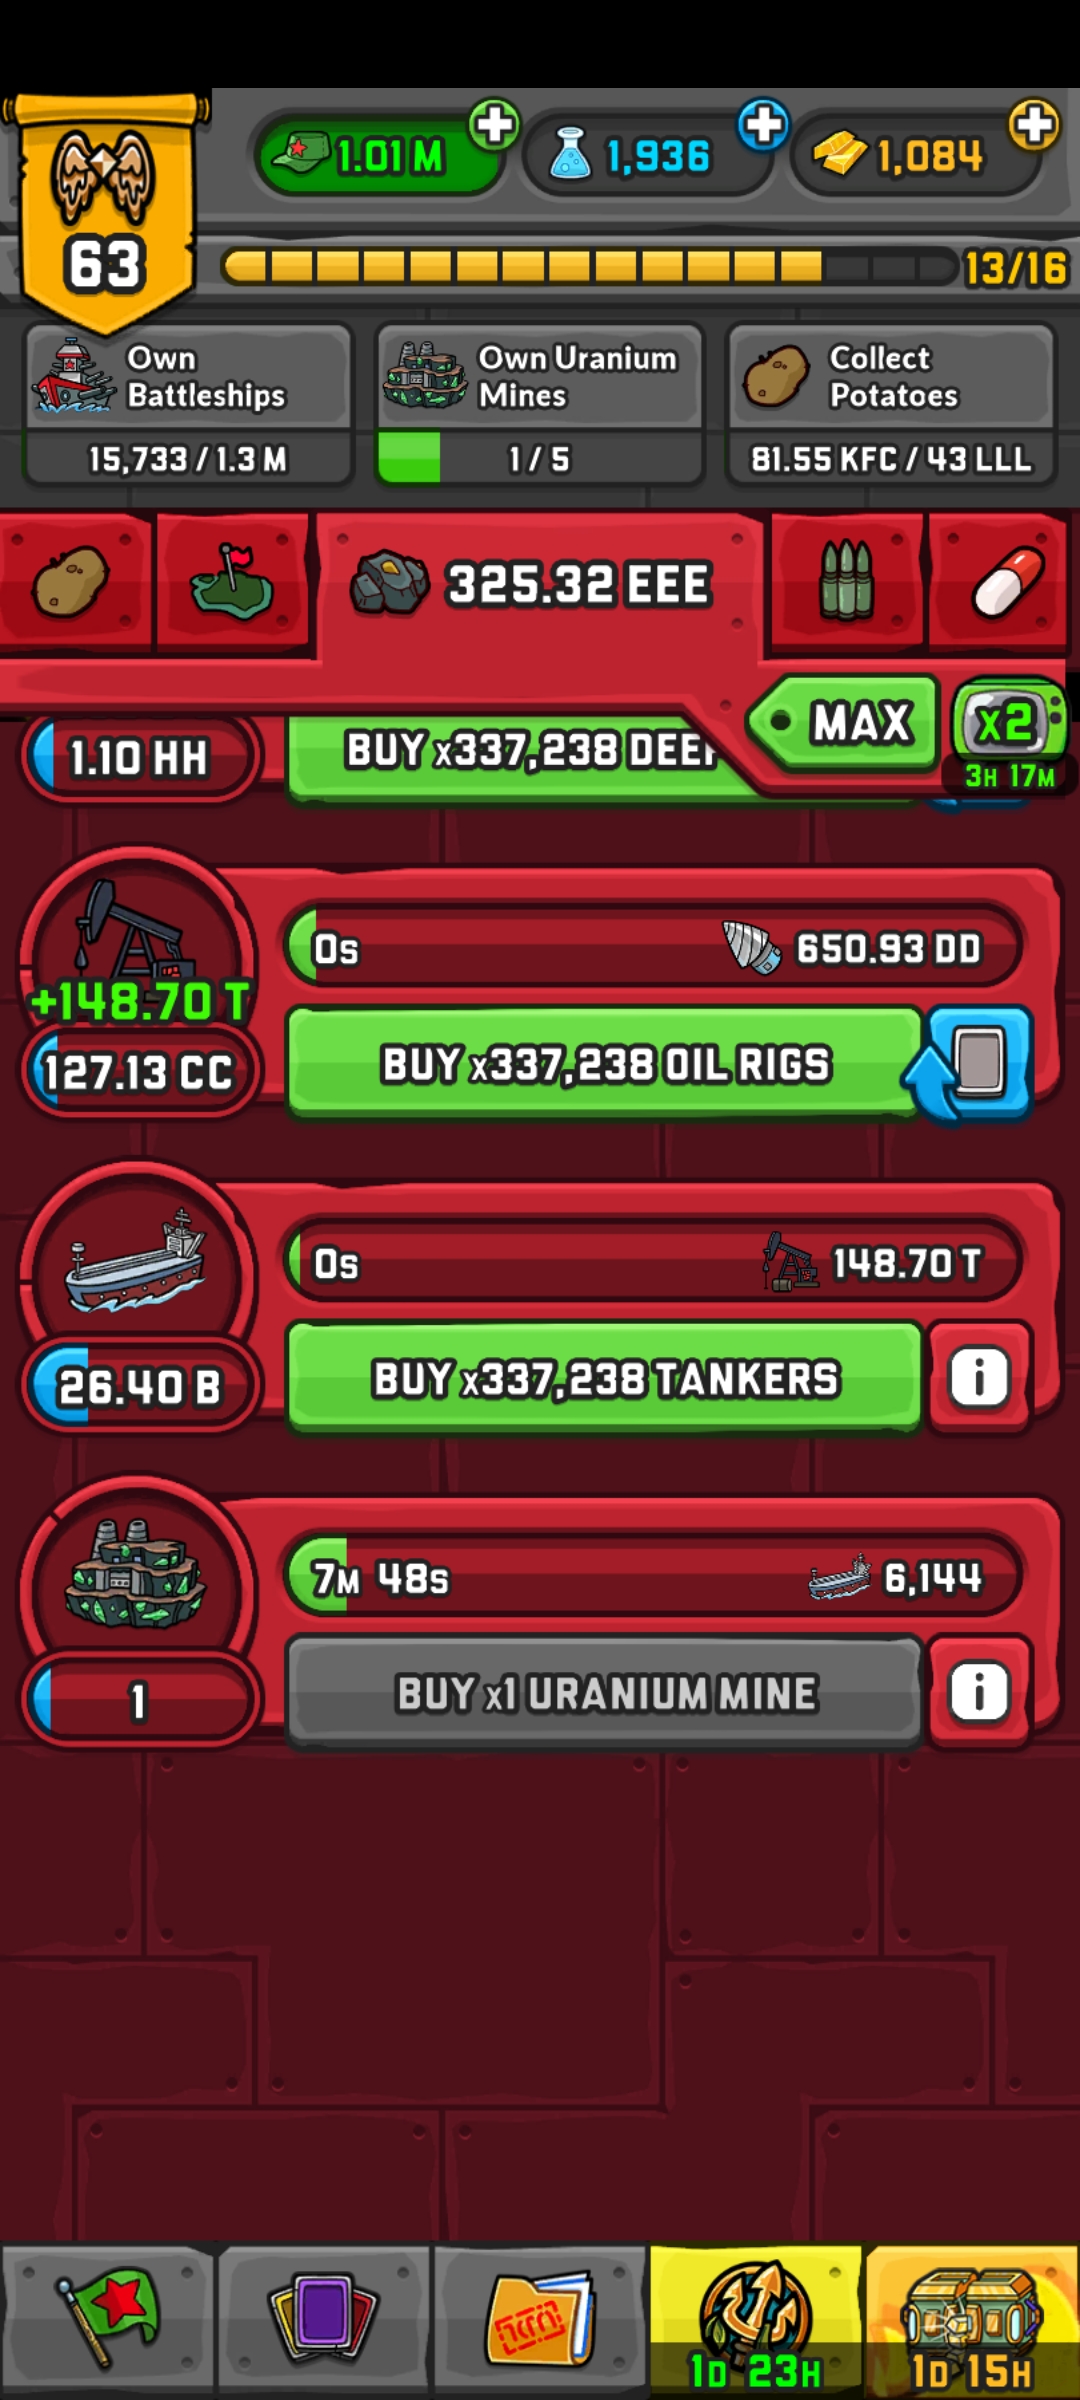 1.01 M
1,936
1,084
63
13/16
Own
Battleships
15,733 / 1.3 M
Own Uranium
Mines
1 / 5
Collect
Potatoes
81.55 KFC / 43 LLL
325.32 EEE
MAX
x2
3H 17M
1.10 HH
BUY x337,238
0s
650.93 DD
+148.70 T
127.13 CC
BUY x337,238 OIL RIGS
0s
148.70 T
26.40 B
BUY x337,238 TANKERS
i
7M 48s
6,144
1
BUY x1 URANIUM MINE
i
1D 23H
1D 15H